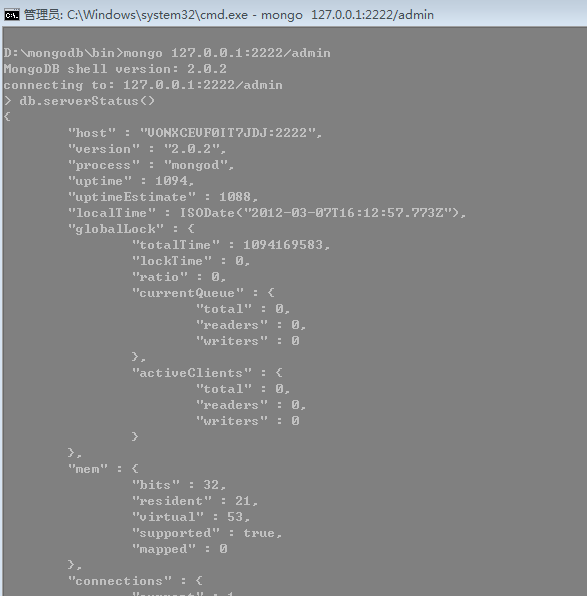 管理员: C:\Windows\system32\cmd.exe - mongo 127.0.0.1:2222/admin
D:\mongodb\bin>mongo 127.0.0.1:2222/admin
MongoDB shell version: 2.0.2
connecting to: 127.0.0.1:2222/admin
> db.serverStatus()
{
"host" : "VONXCEVF0IT7JDJ:2222",
"version" : "2.0.2",
"process" : "mongod",
"uptime" : 1094,
"uptimeEstimate" : 1088,
"localTime" : ISODate("2012-03-07T16:12:57.773Z"),
"globalLock" : {
"totalTime" : 1094169583,
"lockTime" : 0,
"ratio" : 0,
"currentQueue" : {
"total" : 0,
"readers" : 0,
"writers" : 0
},
"activeClients" : {
"total" : 0,
"readers" : 0,
"writers" : 0
}
},
"mem" : {
"bits" : 32,
"resident" : 21,
"virtual" : 53,
"supported" : true,
"mapped" : 0
},
"connections" : {
"current" : 1